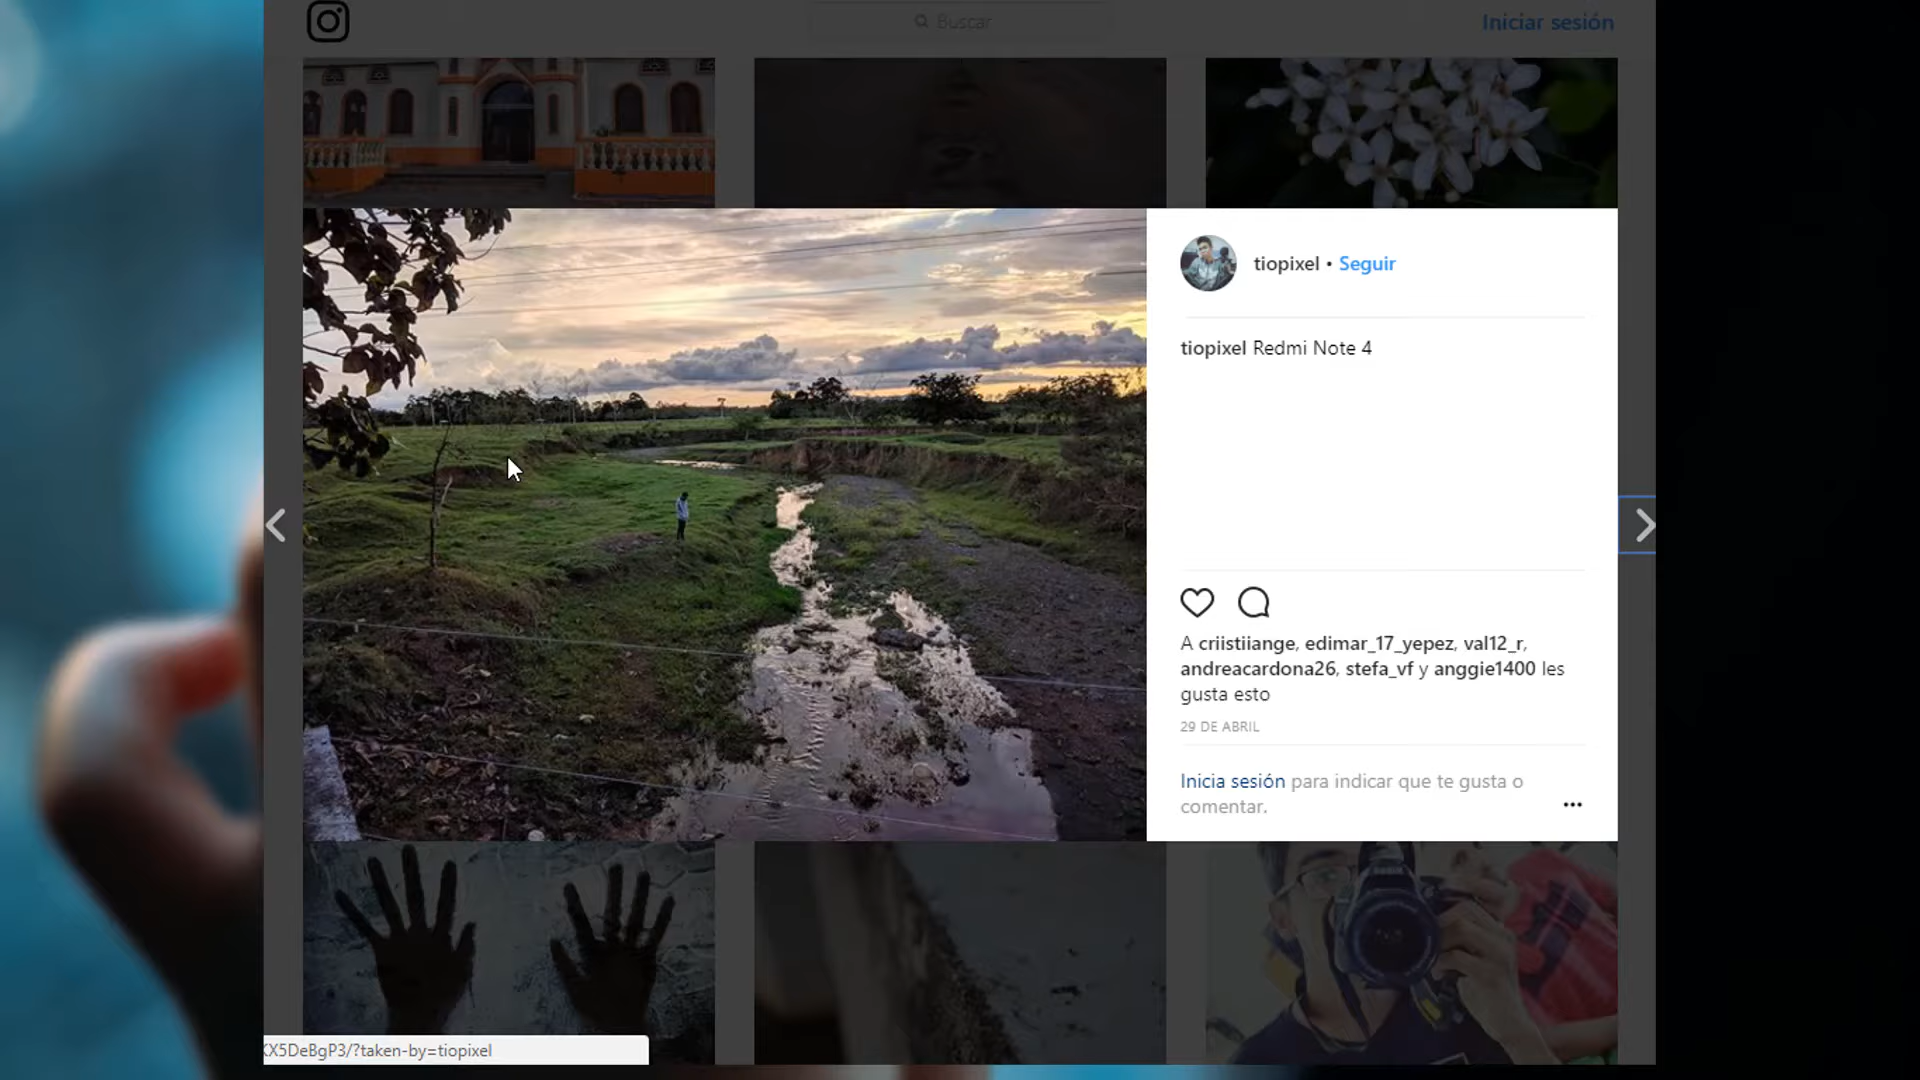 Buscar
Iniciar sesión
tiopixel • Seguir
tiopixel Redmi Note 4
A criistiiange, edimar_17_yepez, val12_r,
andreacardona26, stefa_vf y anggie1400 les
gusta esto
29 DE ABRIL
Inicia sesión para indicar que te gusta o
comentar.
X5DeBgP3/?taken-by=tiopixel